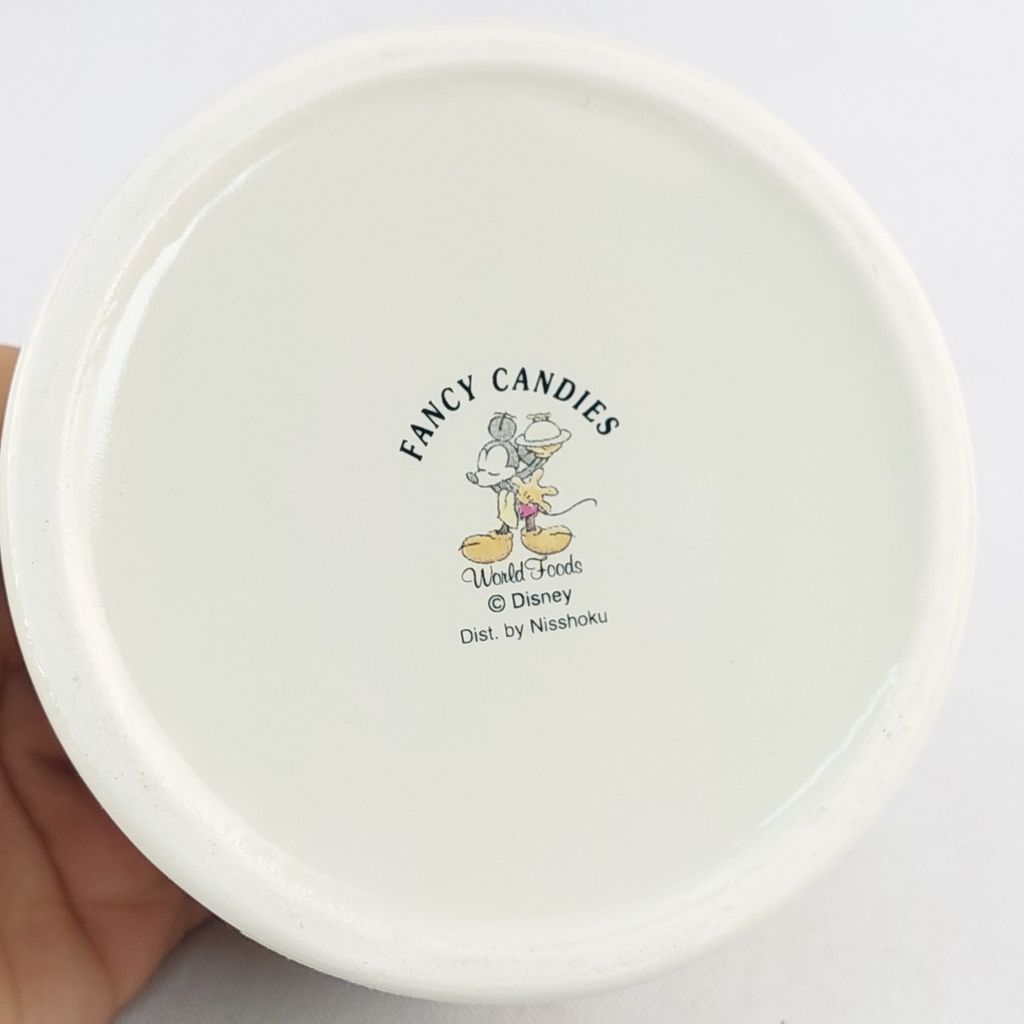 FANCY CANDIES
World Foods
© Disney
Dist. by Nisshoku